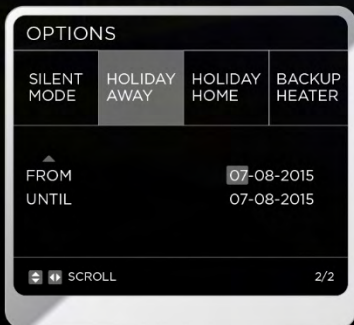 OPTIONS
SILENT MODE
HOLIDAY AWAY
HOLIDAY HOME
BACKUP HEATER
FROM 07-08-2015
UNTIL 07-08-2015
SCROLL 2/2